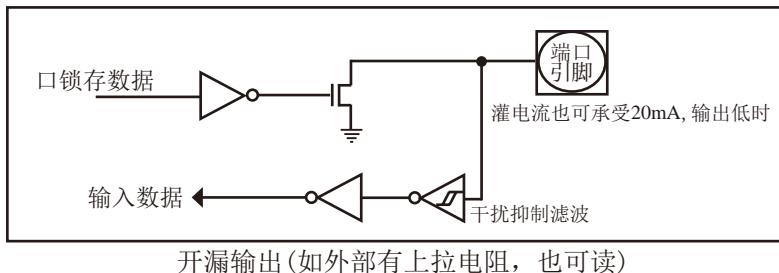 端口
引脚
口锁存数据
灌电流也可承受20mA, 输出低时
输入数据
干扰抑制滤波
开漏输出(如外部有上拉电阻，也可读)